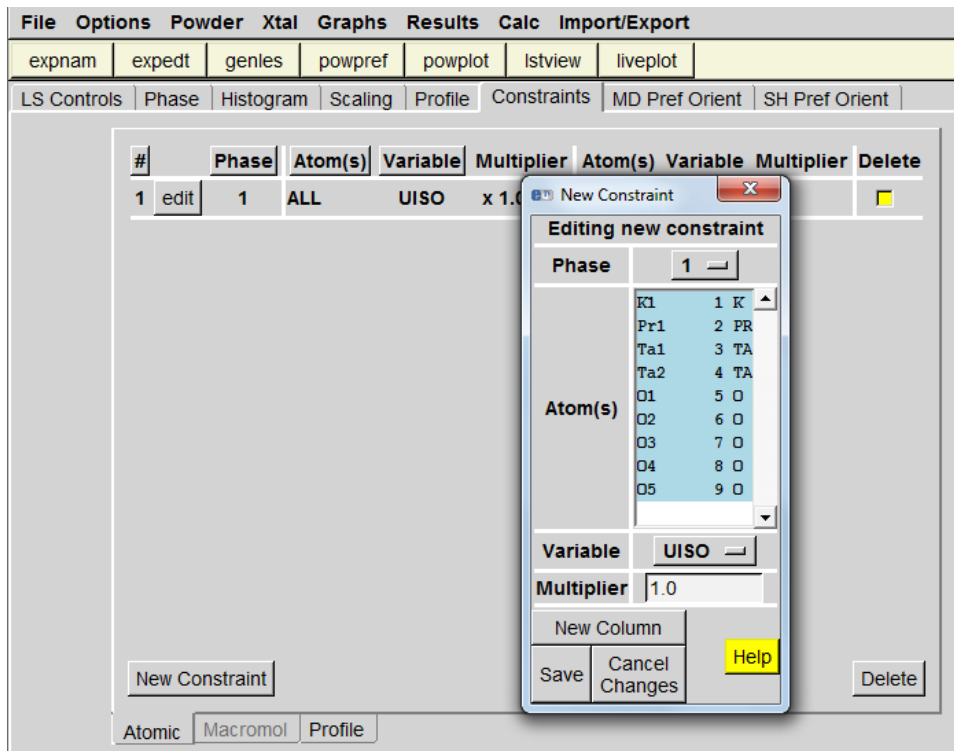 File Options Powder Xtal Graphs Results Calc Import/Export
expnam expedt genles powpref powplot lstview liveplot
LS Controls Phase Histogram Scaling Profile Constraints MD Pref Orient SH Pref Orient
# Phase Atom(s) Variable Multiplier Atom(s) Variable Multiplier Delete
1 edit 1 ALL UISO x 1.0
New Constraint
Editing new constraint
Phase 1
Atom(s)
K1 1 K
Pr1 2 PR
Ta1 3 TA
Ta2 4 TA
O1 5 O
O2 6 O
O3 7 O
O4 8 O
O5 9 O
Variable UISO
Multiplier 1.0
New Column
Save Cancel Changes Help
New Constraint Delete
Atomic Macromol Profile